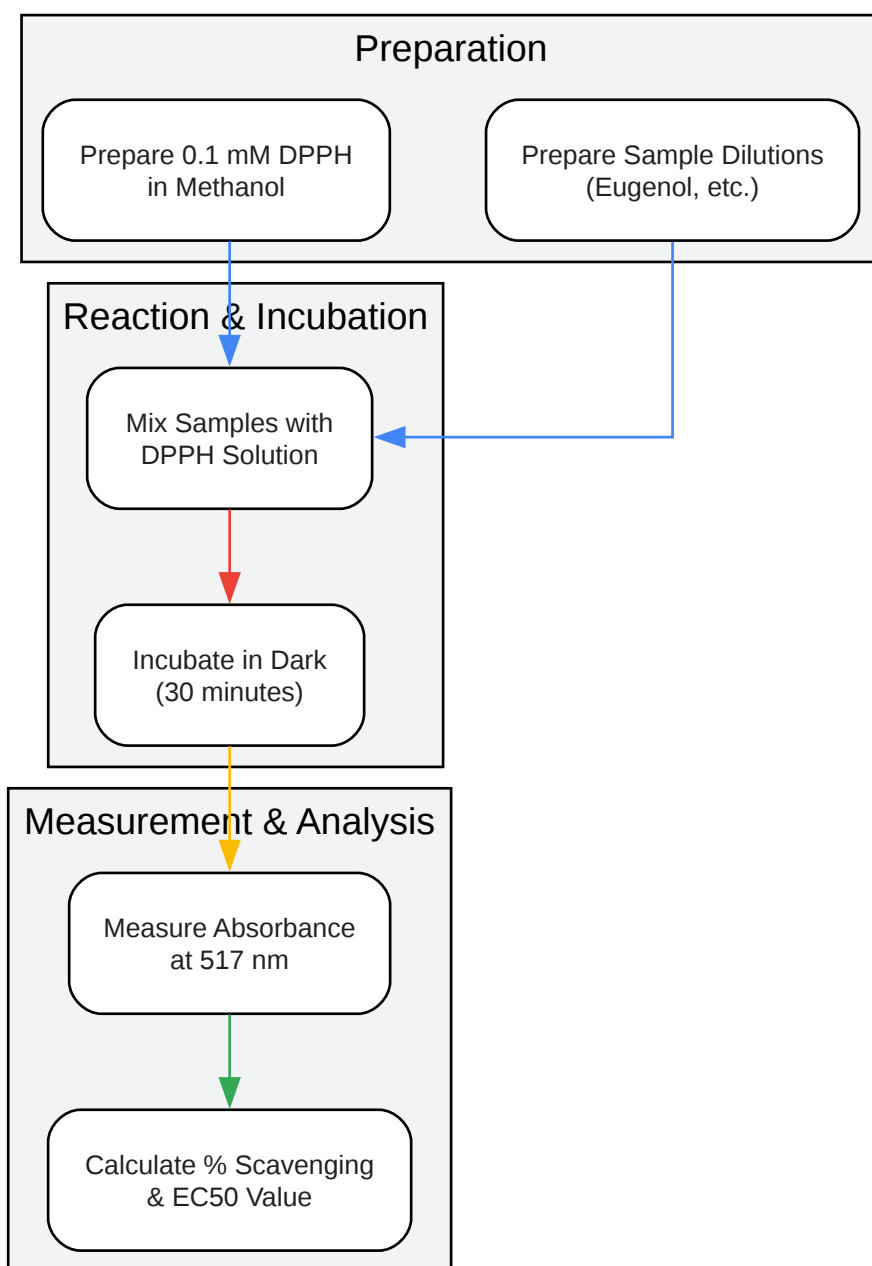 Preparation
Prepare 0.1 mM DPPH
in Methanol
Prepare Sample Dilutions
(Eugenol, etc.)
Reaction & Incubation
Mix Samples with
DPPH Solution
Incubate in Dark
(30 minutes)
Measurement & Analysis
Measure Absorbance
at 517 nm
Calculate % Scavenging
& EC50 Value